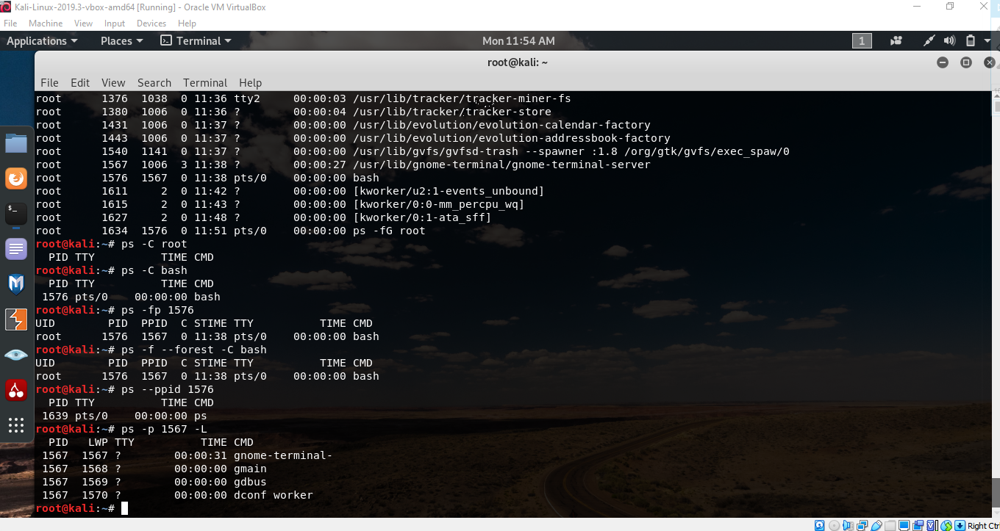 Kali-Linux-2019.3-vbox-amd64 [Running] - Oracle VM VirtualBox
File Machine View Input Devices Help
Applications Places Terminal Mon 11:54 AM 1
root@kali: ~
File Edit View Search Terminal Help
root      1376  1038  0 11:36 tty2     00:00:03 /usr/lib/tracker/tracker-miner-fs
root      1380  1006  0 11:36 ?        00:00:04 /usr/lib/tracker/tracker-store
root      1431  1006  0 11:37 ?        00:00:00 /usr/lib/evolution/evolution-calendar-factory
root      1443  1006  0 11:37 ?        00:00:00 /usr/lib/evolution/evolution-addressbook-factory
root      1540  1141  0 11:37 ?        00:00:00 /usr/lib/gvfs/gvfsd-trash --spawner :1.8 /org/gtk/gvfs/exec_spaw/0
root      1567  1006  3 11:38 ?        00:00:27 /usr/lib/gnome-terminal/gnome-terminal-server
root      1576  1567  0 11:38 pts/0    00:00:00 bash
root      1611     2  0 11:42 ?        00:00:00 [kworker/u2:1-events_unbound]
root      1615     2  0 11:43 ?        00:00:00 [kworker/0:0-mm_percpu_wq]
root      1627     2  0 11:48 ?        00:00:00 [kworker/0:1-ata_sff]
root      1634  1576  0 11:51 pts/0    00:00:00 ps -fG root
root@kali:~# ps -C root
  PID TTY          TIME CMD
root@kali:~# ps -C bash
  PID TTY          TIME CMD
 1576 pts/0    00:00:00 bash
root@kali:~# ps -fp 1576
UID        PID  PPID  C STIME TTY          TIME CMD
root      1576  1567  0 11:38 pts/0    00:00:00 bash
root@kali:~# ps -f --forest -C bash
UID        PID  PPID  C STIME TTY          TIME CMD
root      1576  1567  0 11:38 pts/0    00:00:00 bash
root@kali:~# ps --ppid 1576
  PID TTY          TIME CMD
 1639 pts/0    00:00:00 ps
root@kali:~# ps -p 1567 -L
  PID   LWP TTY          TIME CMD
 1567  1567 ?        00:00:31 gnome-terminal-
 1567  1568 ?        00:00:00 gmain
 1567  1569 ?        00:00:00 gdbus
 1567  1570 ?        00:00:00 dconf worker
root@kali:~#
Right Ctr